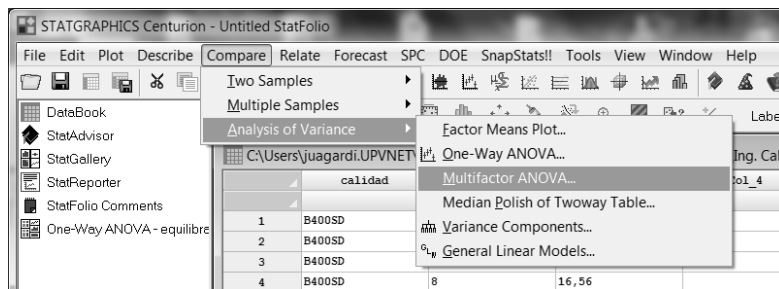 STATGRAPHICS Centurion - Untitled StatFolio
File Edit Plot Describe Compare Relate Forecast SPC DOE SnapStats!! Tools View Window Help
Two Samples
Multiple Samples
Analysis of Variance
Labe
DataBook
StatAdvisor
StatGallery
StatReporter
StatFolio Comments
One-Way ANOVA - equilibre
Factor Means Plot...
One-Way ANOVA...
Multifactor ANOVA...
Median Polish of Twoway Table...
Variance Components...
General Linear Models...
C:\Users\juagardi.UPVNET\
Ing. Cal
calidad
Col_4
1 B400SD
2 B400SD
3 B400SD
4 B400SD 8 16,56